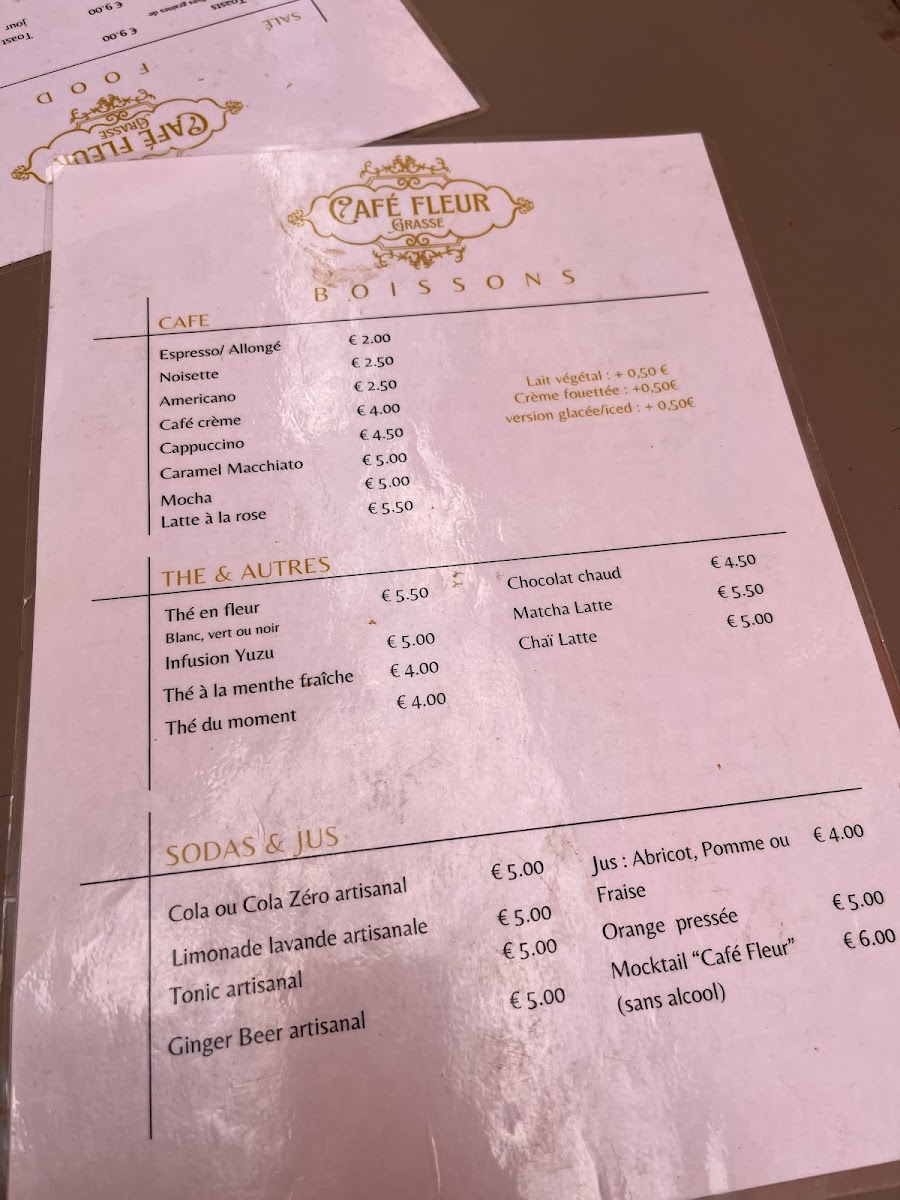 € 9.00
jour
Toasts
€ 9.00
Toast
SALÉ
FOOD
CAFÉ FLEUR
GRASSE
CAFÉ FLEUR
GRASSE
BOISSONS
CAFE
Espresso/ Allongé € 2.00
Noisette € 2.50
Americano € 2.50
Café crème € 4.00
Cappuccino € 4.50
Caramel Macchiato € 5.00
Mocha € 5.00
Latte à la rose € 5.50
Lait végétal : + 0,50 €
Crème fouettée : +0,50€
version glacée/iced : + 0,50€
THE & AUTRES
Thé en fleur € 5.50
Blanc, vert ou noir
Infusion Yuzu € 5.00
Thé à la menthe fraîche € 4.00
Thé du moment € 4.00
Chocolat chaud € 4.50
Matcha Latte € 5.50
Chaï Latte € 5.00
SODAS & JUS
Cola ou Cola Zéro artisanal € 5.00
Limonade lavande artisanale € 5.00
Tonic artisanal € 5.00
Ginger Beer artisanal € 5.00
Jus : Abricot, Pomme ou € 4.00
Fraise
Orange pressée € 5.00
Mocktail “Café Fleur” € 6.00
(sans alcool)